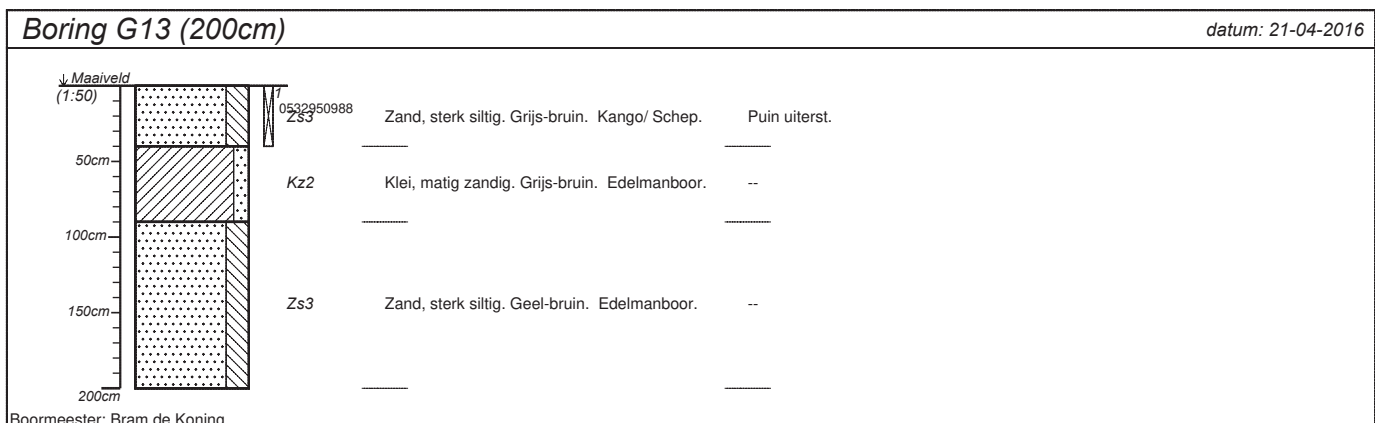 Boring G13 (200cm) datum: 21-04-2016
Maaiveld
(1:50)
1
0532950988
Zs3 Zand, sterk siltig. Grijs-bruin. Kango/ Schep. Puin uiterst.
50cm
Kz2 Klei, matig zandig. Grijs-bruin. Edelmanboor. --
100cm
Zs3 Zand, sterk siltig. Geel-bruin. Edelmanboor. --
150cm
200cm
Boormeester: Bram de Koning